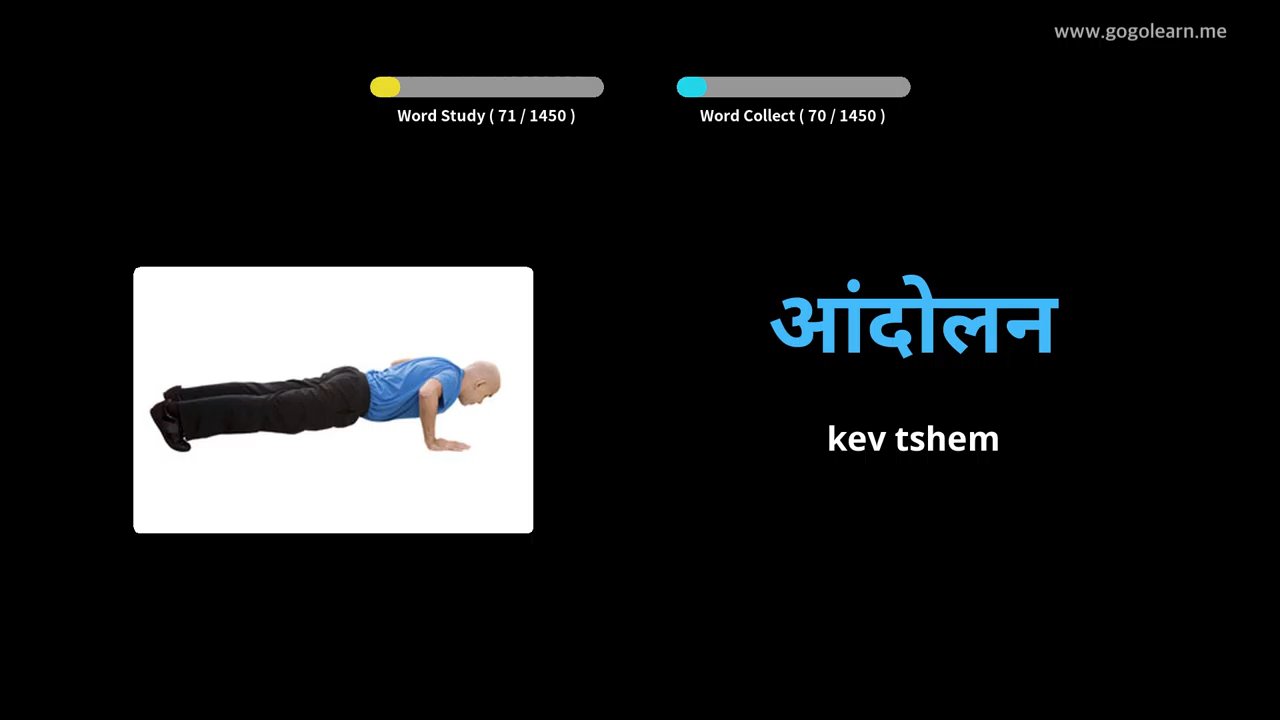 www.gogolearn.me
Word Study ( 71 / 1450 )
Word Collect ( 70 / 1450 )
आंदोलन
kev tshem